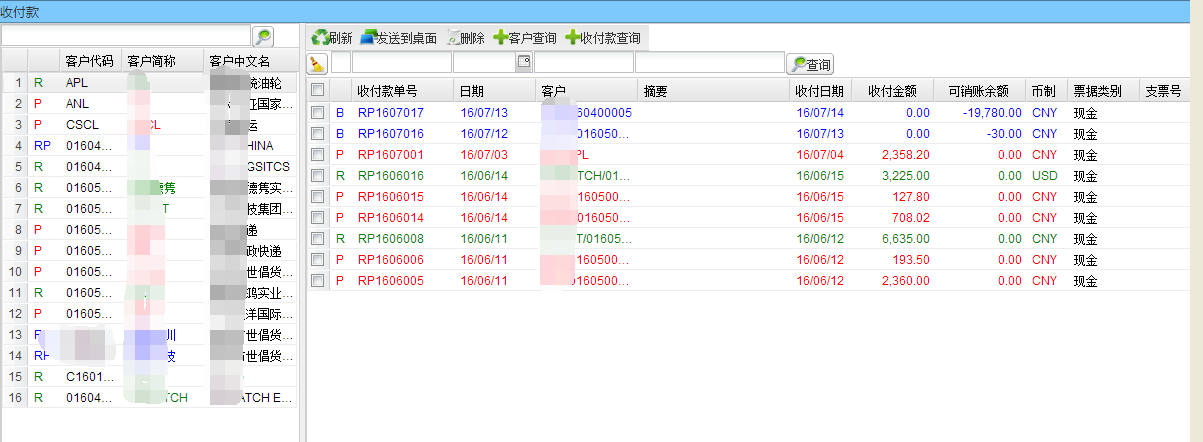 收付款
刷新 发送到桌面 删除 客户查询 收付款查询
查询
客户代码 客户简称 客户中文名
1 R APL 流油轮
2 P ANL 国家...
3 P CSCL CL 运
4 RP 01604... HINA
5 R 01604... GSITCS
6 R 01605... 德隽 德隽实...
7 R 01605... T 技集团...
8 P 01605...
9 P 01605... 政快递
10 P 01605... 世倡货...
11 R 01605... 鹉实业...
12 P 01605... 洋国际...
13 川 世倡货...
14 RH 波 世倡货...
15 R C1601...
16 R 01604... TCH ATCH E...
收付款单号 日期 客户 摘要 收付日期 收付金额 可销账余额 币制 票据类别 支票号
B RP1607017 16/07/13 60400005 16/07/14 0.00 -19,780.00 CNY 现金
B RP1607016 16/07/12 016050... 16/07/13 0.00 -30.00 CNY 现金
P RP1607001 16/07/03 PL 16/07/04 2,358.20 0.00 CNY 现金
R RP1606016 16/06/14 TCH/01... 16/06/15 3,225.00 0.00 USD 现金
P RP1606015 16/06/14 0160500... 16/06/15 127.80 0.00 CNY 现金
P RP1606014 16/06/14 016050... 16/06/15 708.02 0.00 CNY 现金
R RP1606008 16/06/11 T/01605... 16/06/12 6,635.00 0.00 CNY 现金
P RP1606006 16/06/11 0160500... 16/06/12 193.50 0.00 CNY 现金
P RP1606005 16/06/11 0160500... 16/06/12 2,360.00 0.00 CNY 现金